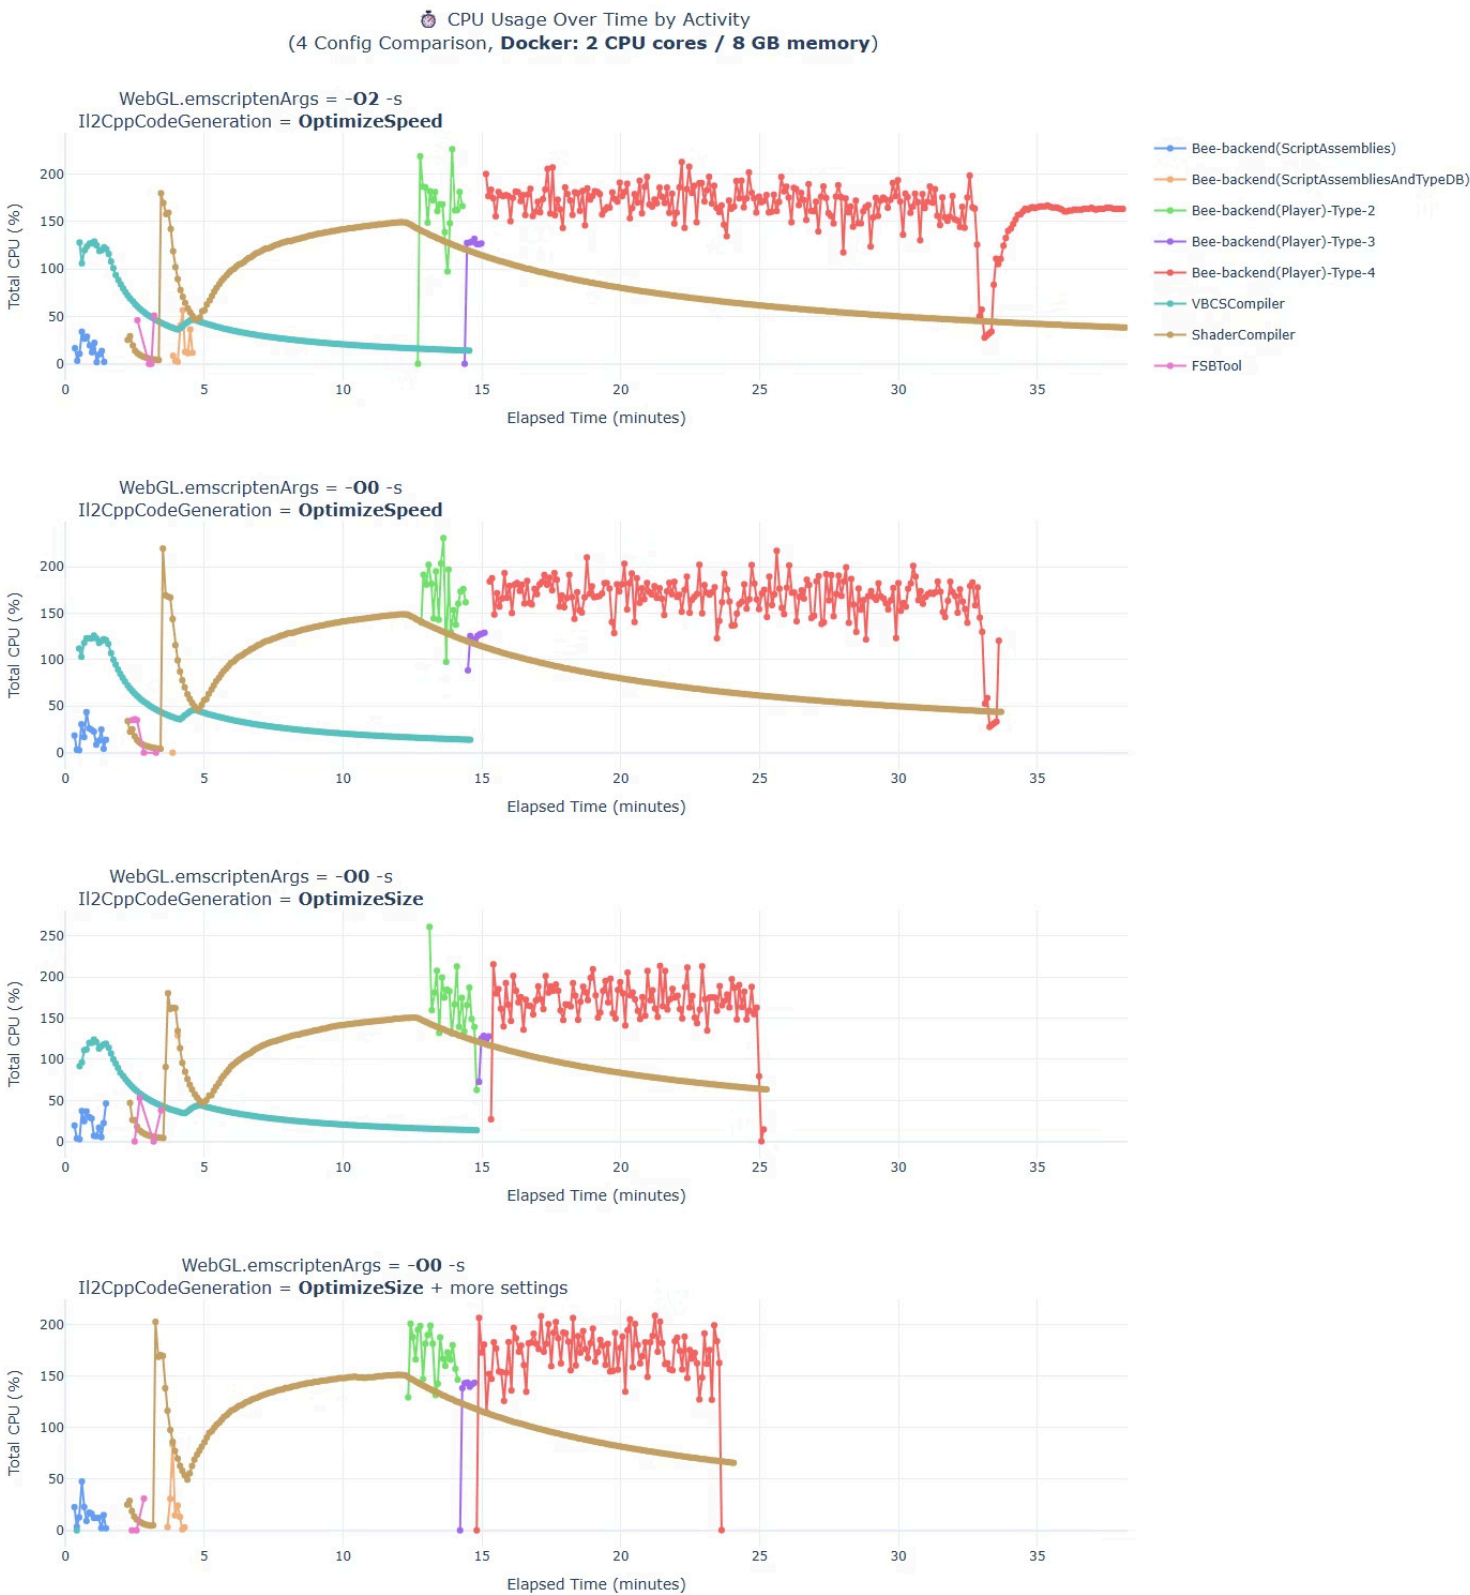 ⏱ CPU Usage Over Time by Activity
(4 Config Comparison, Docker: 2 CPU cores / 8 GB memory)
WebGL.emscriptenArgs = -O2 -s
Il2CppCodeGeneration = OptimizeSpeed
Total CPU (%)
200
150
100
50
0
0 5 10 15 20 25 30 35
Elapsed Time (minutes)
Bee-backend(ScriptAssemblies)
Bee-backend(ScriptAssembliesAndTypeDB)
Bee-backend(Player)-Type-2
Bee-backend(Player)-Type-3
Bee-backend(Player)-Type-4
VBCSCompiler
ShaderCompiler
FSBTool
WebGL.emscriptenArgs = -O0 -s
Il2CppCodeGeneration = OptimizeSpeed
Total CPU (%)
200
150
100
50
0
0 5 10 15 20 25 30 35
Elapsed Time (minutes)
WebGL.emscriptenArgs = -O0 -s
Il2CppCodeGeneration = OptimizeSize
Total CPU (%)
250
200
150
100
50
0
0 5 10 15 20 25 30 35
Elapsed Time (minutes)
WebGL.emscriptenArgs = -O0 -s
Il2CppCodeGeneration = OptimizeSize + more settings
Total CPU (%)
200
150
100
50
0
0 5 10 15 20 25 30 35
Elapsed Time (minutes)